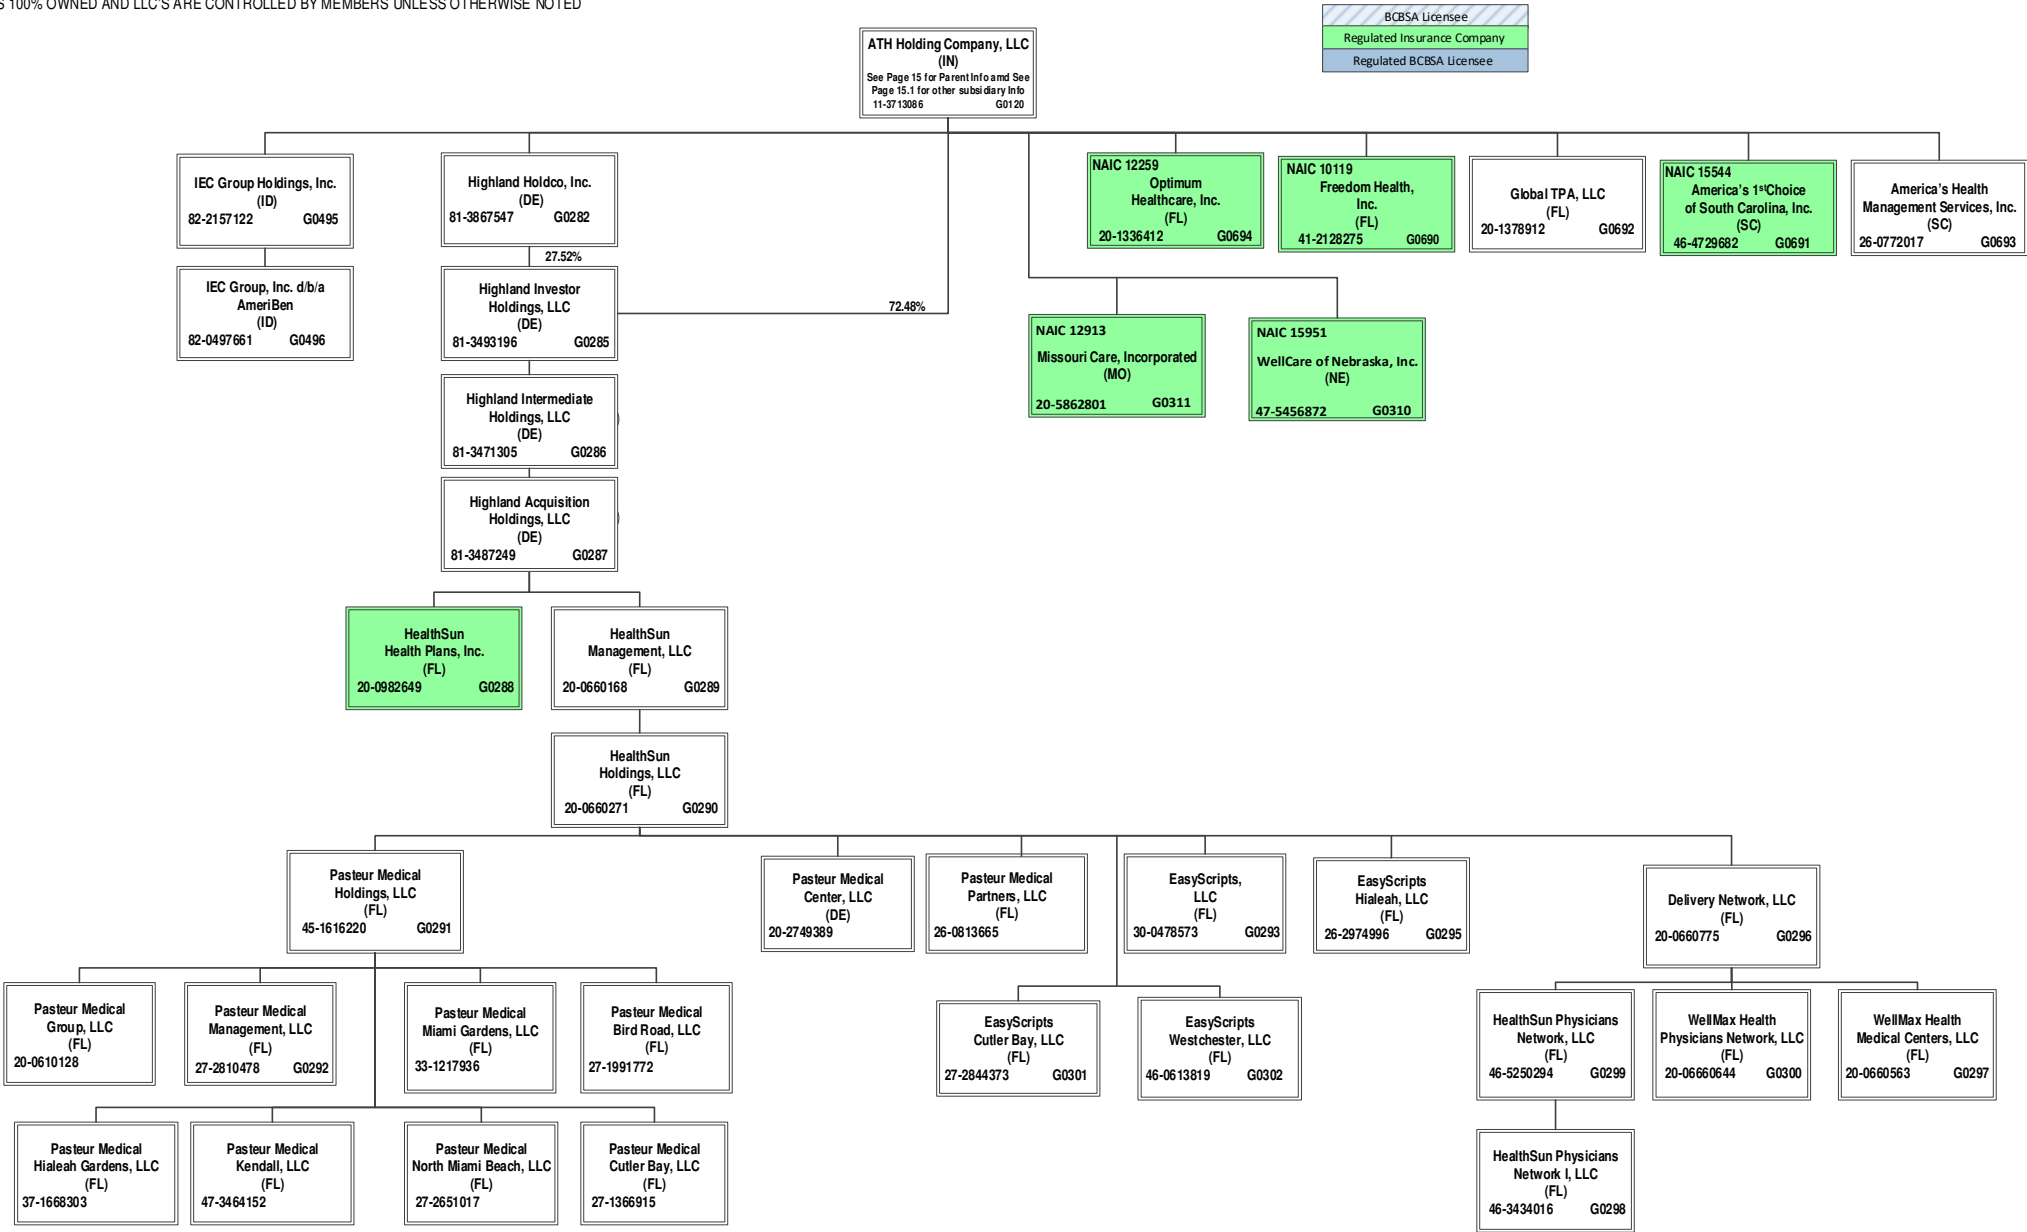 S 100% OWNED AND LLC'S ARE CONTROLLED BY MEMBERS UNLESS OTHERWISE NOTED
BCBSA Licensee
Regulated Insurance Company
Regulated BCBSA Licensee
ATH Holding Company, LLC
(IN)
See Page 15 for Parent Info amd See
Page 15.1 for other subsidiary Info
11-3713086 G0120
IEC Group Holdings, Inc.
(ID)
82-2157122 G0495
Highland Holdco, Inc.
(DE)
81-3867547 G0282
NAIC 12259
Optimum
Healthcare, Inc.
(FL)
20-1336412 G0694
NAIC 10119
Freedom Health,
Inc.
(FL)
41-2128275 G0690
Global TPA, LLC
(FL)
20-1378912 G0692
NAIC 15544
America's 1st Choice
of South Carolina, Inc.
(SC)
46-4729682 G0691
America's Health
Management Services, Inc.
(SC)
26-0772017 G0693
27.52%
IEC Group, Inc. d/b/a
AmeriBen
(ID)
82-0497661 G0496
Highland Investor
Holdings, LLC
(DE)
81-3493196 G0285
72.48%
NAIC 12913
Missouri Care, Incorporated
(MO)
20-5862801 G0311
NAIC 15951
WellCare of Nebraska, Inc.
(NE)
47-5456872 G0310
Highland Intermediate
Holdings, LLC
(DE)
81-3471305 G0286
)
Highland Acquisition
Holdings, LLC
(DE)
81-3487249 G0287
)
HealthSun
Health Plans, Inc.
(FL)
20-0982649 G0288
HealthSun
Management, LLC
(FL)
20-0660168 G0289
HealthSun
Holdings, LLC
(FL)
20-0660271 G0290
Pasteur Medical
Holdings, LLC
(FL)
45-1616220 G0291
Pasteur Medical
Center, LLC
(DE)
20-2749389
Pasteur Medical
Partners, LLC
(FL)
26-0813665
EasyScripts,
LLC
(FL)
30-0478573 G0293
EasyScripts
Hialeah, LLC
(FL)
26-2974996 G0295
Delivery Network, LLC
(FL)
20-0660775 G0296
Pasteur Medical
Group, LLC
(FL)
20-0610128
Pasteur Medical
Management, LLC
(FL)
27-2810478 G0292
Pasteur Medical
Miami Gardens, LLC
(FL)
33-1217936
Pasteur Medical
Bird Road, LLC
(FL)
27-1991772
EasyScripts
Cutler Bay, LLC
(FL)
27-2844373 G0301
EasyScripts
Westchester, LLC
(FL)
46-0613819 G0302
HealthSun Physicians
Network, LLC
(FL)
46-5250294 G0299
WellMax Health
Physicians Network, LLC
(FL)
20-06660644 G0300
WellMax Health
Medical Centers, LLC
(FL)
20-0660563 G0297
Pasteur Medical
Hialeah Gardens, LLC
(FL)
37-1668303
Pasteur Medical
Kendall, LLC
(FL)
47-3464152
Pasteur Medical
North Miami Beach, LLC
(FL)
27-2651017
Pasteur Medical
Cutler Bay, LLC
(FL)
27-1366915
HealthSun Physicians
Network I, LLC
(FL)
46-3434016 G0298